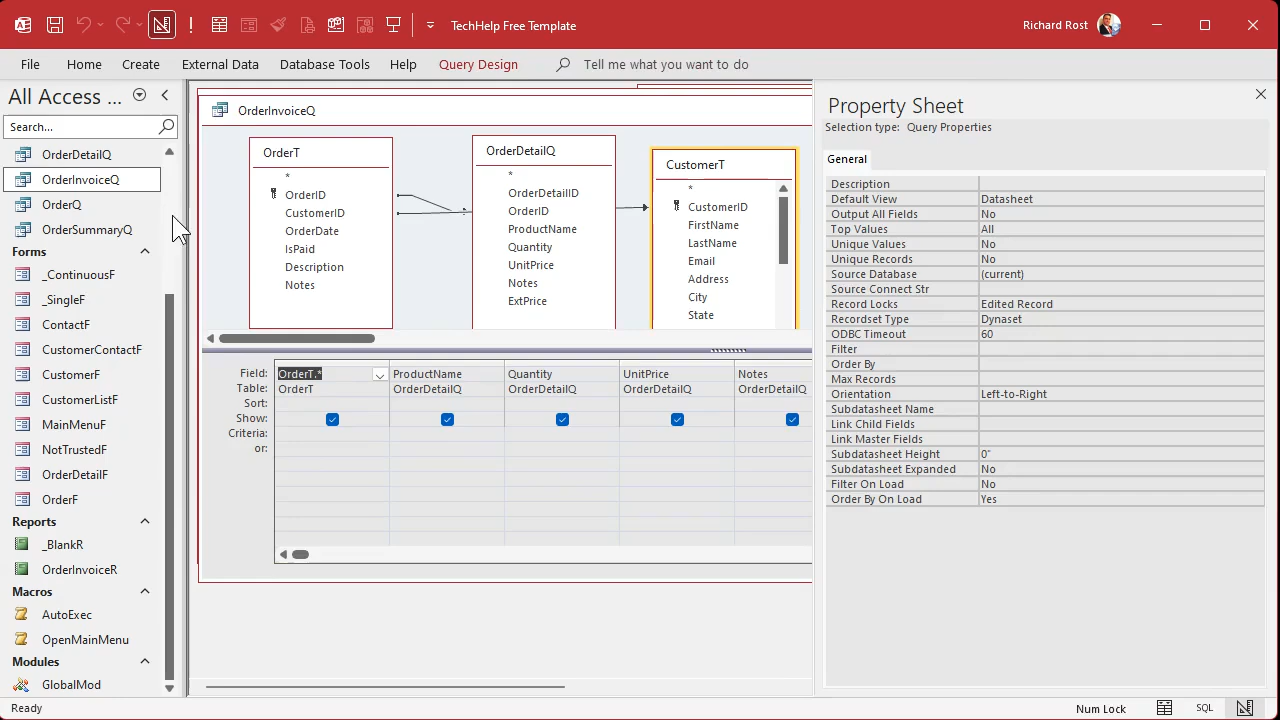 TechHelp Free Template
Richard Rost
File Home Create External Data Database Tools Help Query Design Tell me what you want to do
All Access ...
Search...
OrderDetailQ
OrderInvoiceQ
OrderQ
OrderSummaryQ
Forms
_ContinuousF
_SingleF
ContactF
CustomerContactF
CustomerF
CustomerListF
MainMenuF
NotTrustedF
OrderDetailF
OrderF
Reports
_BlankR
OrderInvoiceR
Macros
AutoExec
OpenMainMenu
Modules
GlobalMod
OrderInvoiceQ
OrderT
*
OrderID
CustomerID
OrderDate
IsPaid
Description
Notes
OrderDetailQ
*
OrderDetailID
OrderID
ProductName
Quantity
UnitPrice
Notes
ExtPrice
CustomerT
*
CustomerID
FirstName
LastName
Email
Address
City
State
Field: OrderT.* ProductName Quantity UnitPrice Notes
Table: OrderT OrderDetailQ OrderDetailQ OrderDetailQ OrderDetailQ
Sort:
Show:
Criteria:
or:
Property Sheet
Selection type: Query Properties
General
Description
Default View Datasheet
Output All Fields No
Top Values All
Unique Values No
Unique Records No
Source Database (current)
Source Connect Str
Record Locks Edited Record
Recordset Type Dynaset
ODBC Timeout 60
Filter
Order By
Max Records
Orientation Left-to-Right
Subdatasheet Name
Link Child Fields
Link Master Fields
Subdatasheet Height 0"
Subdatasheet Expanded No
Filter On Load No
Order By On Load Yes
Ready
Num Lock
SQL